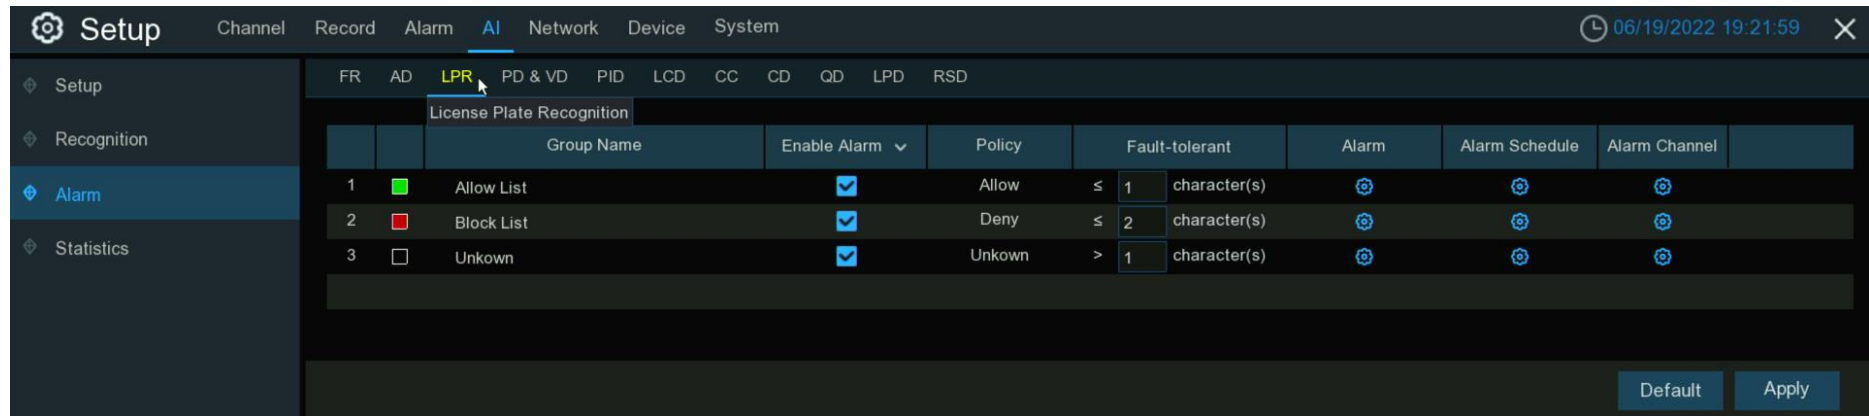 Setup Channel Record Alarm AI Network Device System 06/19/2022 19:21:59
Setup
Recognition
Alarm
Statistics
FR AD LPR PD & VD PID LCD CC CD QD LPD RSD
License Plate Recognition
Group Name Enable Alarm Policy Fault-tolerant Alarm Alarm Schedule Alarm Channel
1 Allow List Allow ≤ 1 character(s)
2 Block List Deny ≤ 2 character(s)
3 Unkown Unkown > 1 character(s)
Default Apply